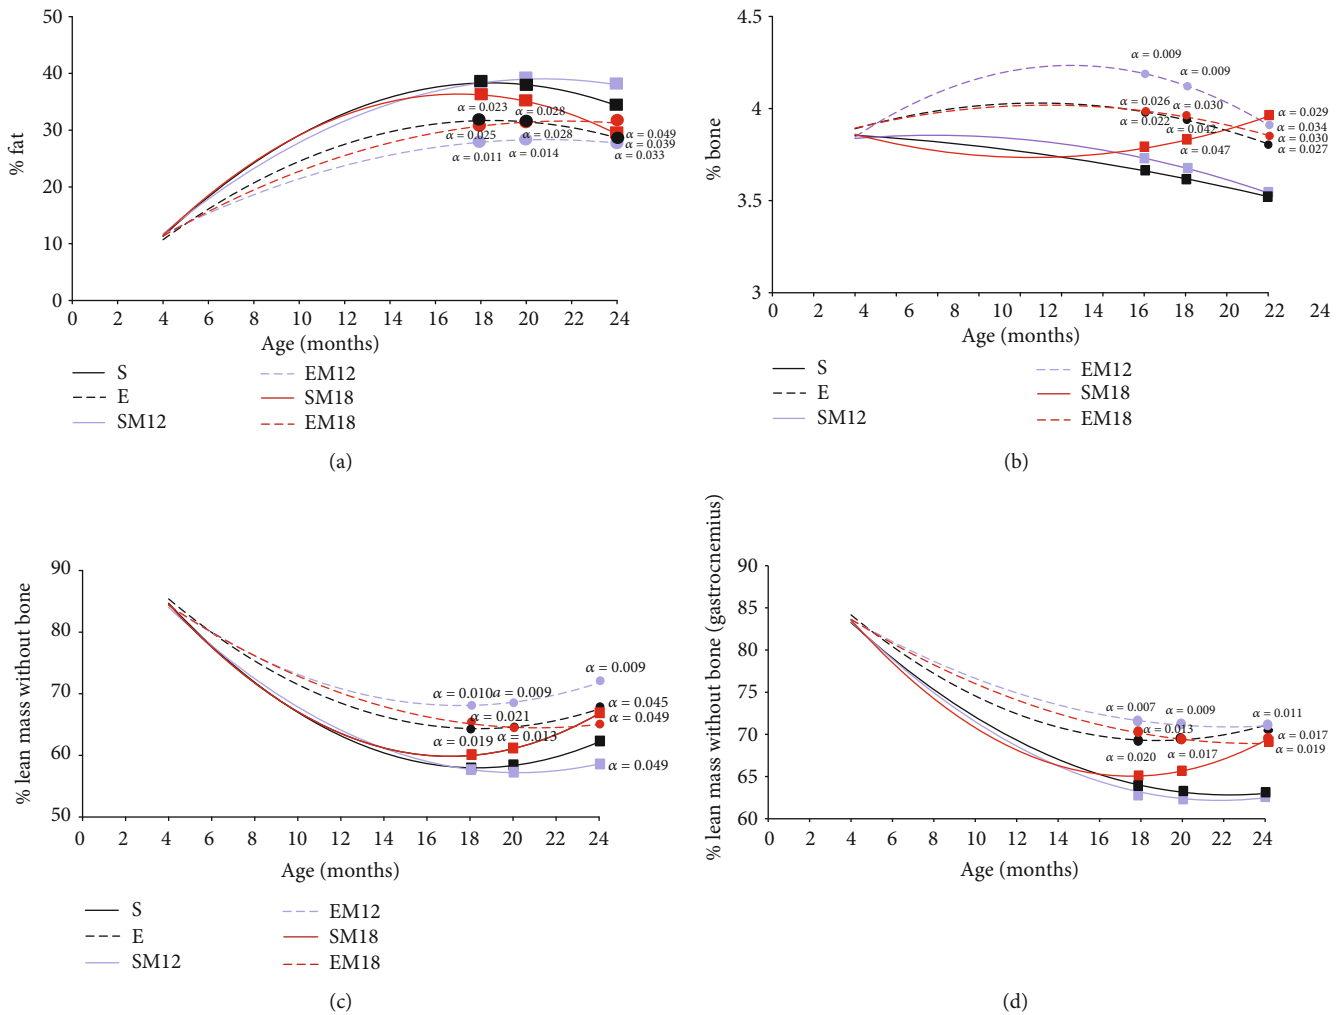 50
40
30
20
10
0
% fat
α = 0.023
α = 0.028
α = 0.025
α = 0.028
α = 0.011
α = 0.014
α = 0.049
α = 0.039
α = 0.033
0 2 4 6 8 10 12 14 16 18 20 22 24
Age (months)
S
E
SM12
EM12
SM18
EM18
(a)
4.5
4
3.5
3
% bone
α = 0.009
α = 0.009
α = 0.026
α = 0.030
α = 0.022
α = 0.042
α = 0.047
α = 0.029
α = 0.034
α = 0.030
α = 0.027
0 2 4 6 8 10 12 14 16 18 20 22 24
Age (months)
S
E
SM12
EM12
SM18
EM18
(b)
90
80
70
60
50
% lean mass without bone
α = 0.009
α = 0.010
a = 0.009
α = 0.045
α = 0.021
α = 0.049
α = 0.019
α = 0.013
α = 0.049
0 2 4 6 8 10 12 14 16 18 20 22 24
Age (months)
S
E
SM12
EM12
SM18
EM18
(c)
90
85
80
75
70
65
60
% lean mass without bone (gastrocnemius)
α = 0.007
α = 0.009
α = 0.011
α = 0.013
α = 0.017
α = 0.020
α = 0.017
α = 0.019
0 2 4 6 8 10 12 14 16 18 20 22 24
Age (months)
(d)